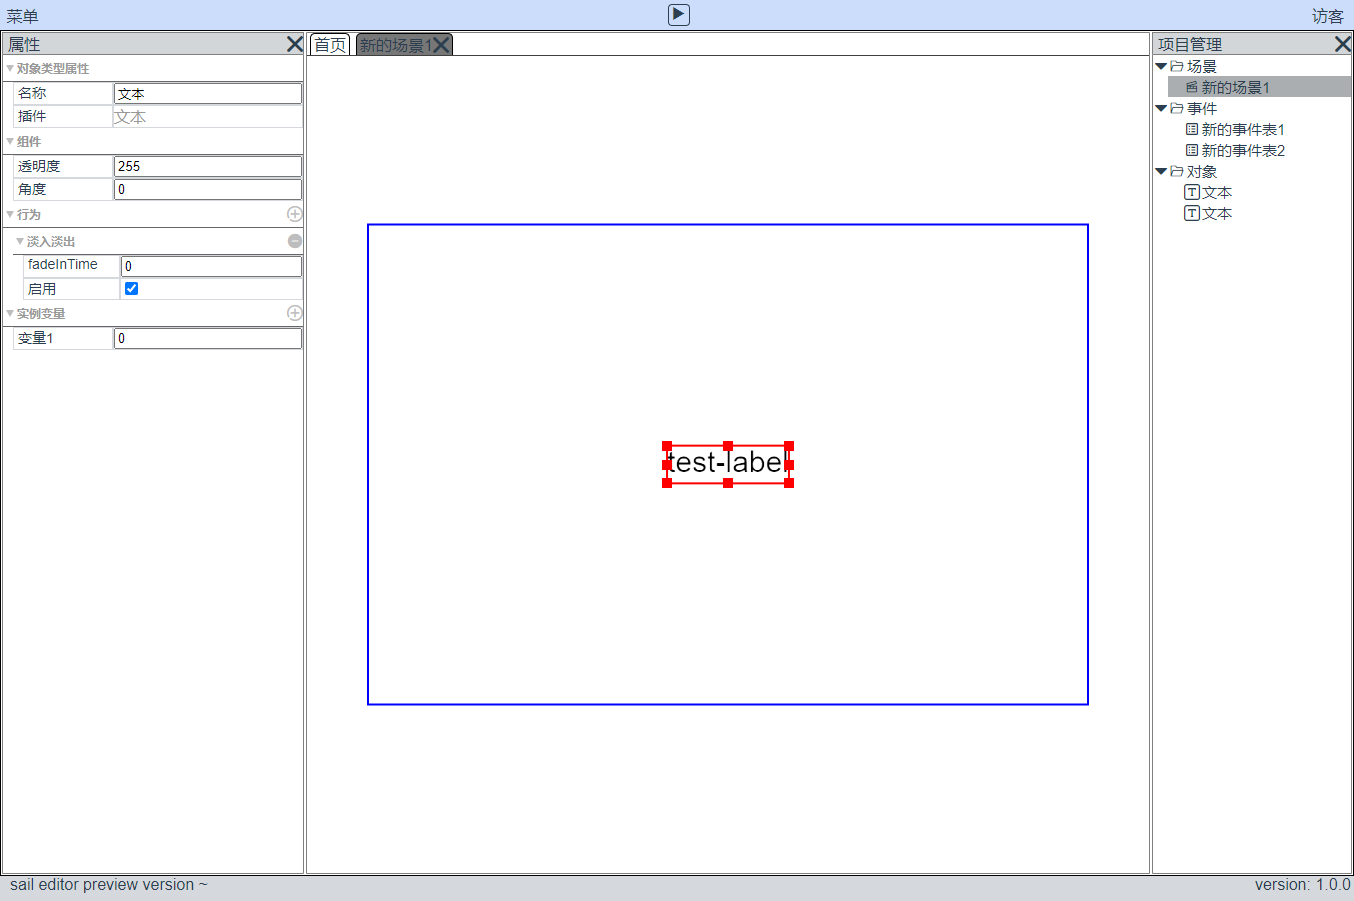 菜单
访客
属性
对象类型属性
名称 文本
插件 文本
组件
透明度 255
角度 0
行为
淡入淡出
fadeInTime 0
启用
实例变量
变量1 0
首页 新的场景1
test-label
项目管理
场景
新的场景1
事件
新的事件表1
新的事件表2
对象
T 文本
T 文本
sail editor preview version ~
version: 1.0.0